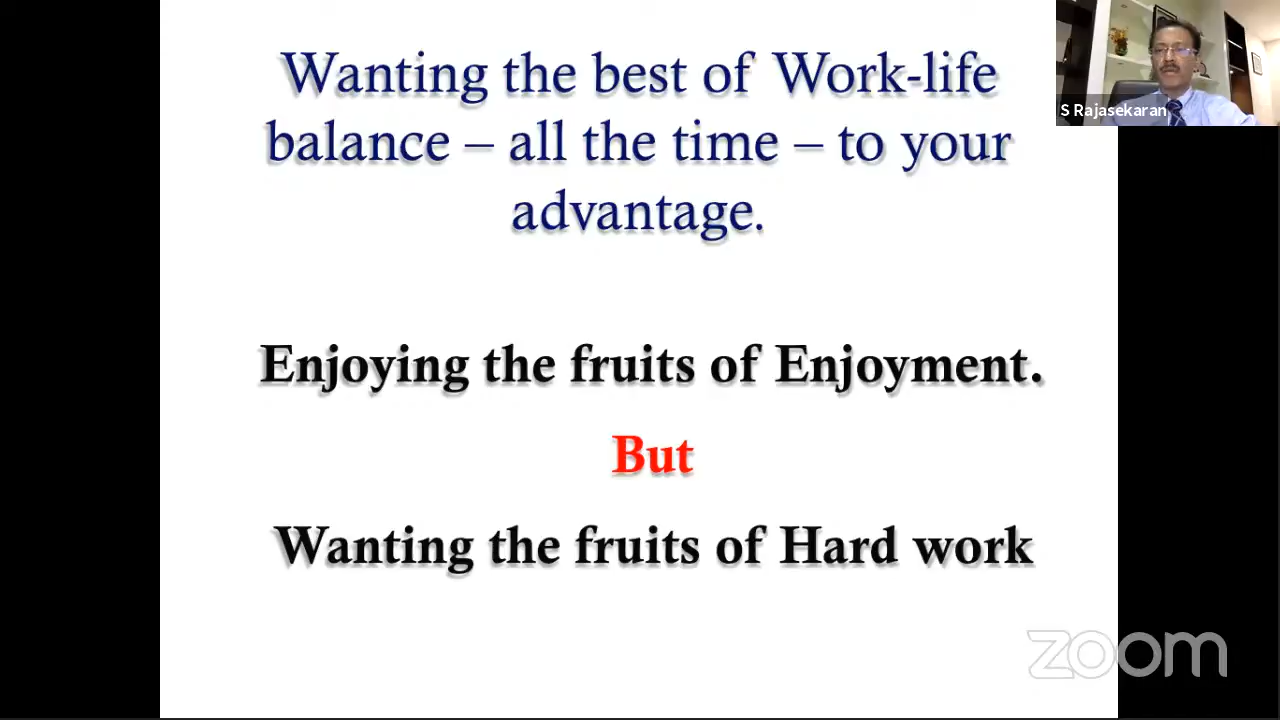 Wanting the best of Work-life
balance – all the time – to your
advantage.
Enjoying the fruits of Enjoyment.
But
Wanting the fruits of Hard work
S Rajasekaran
zoom